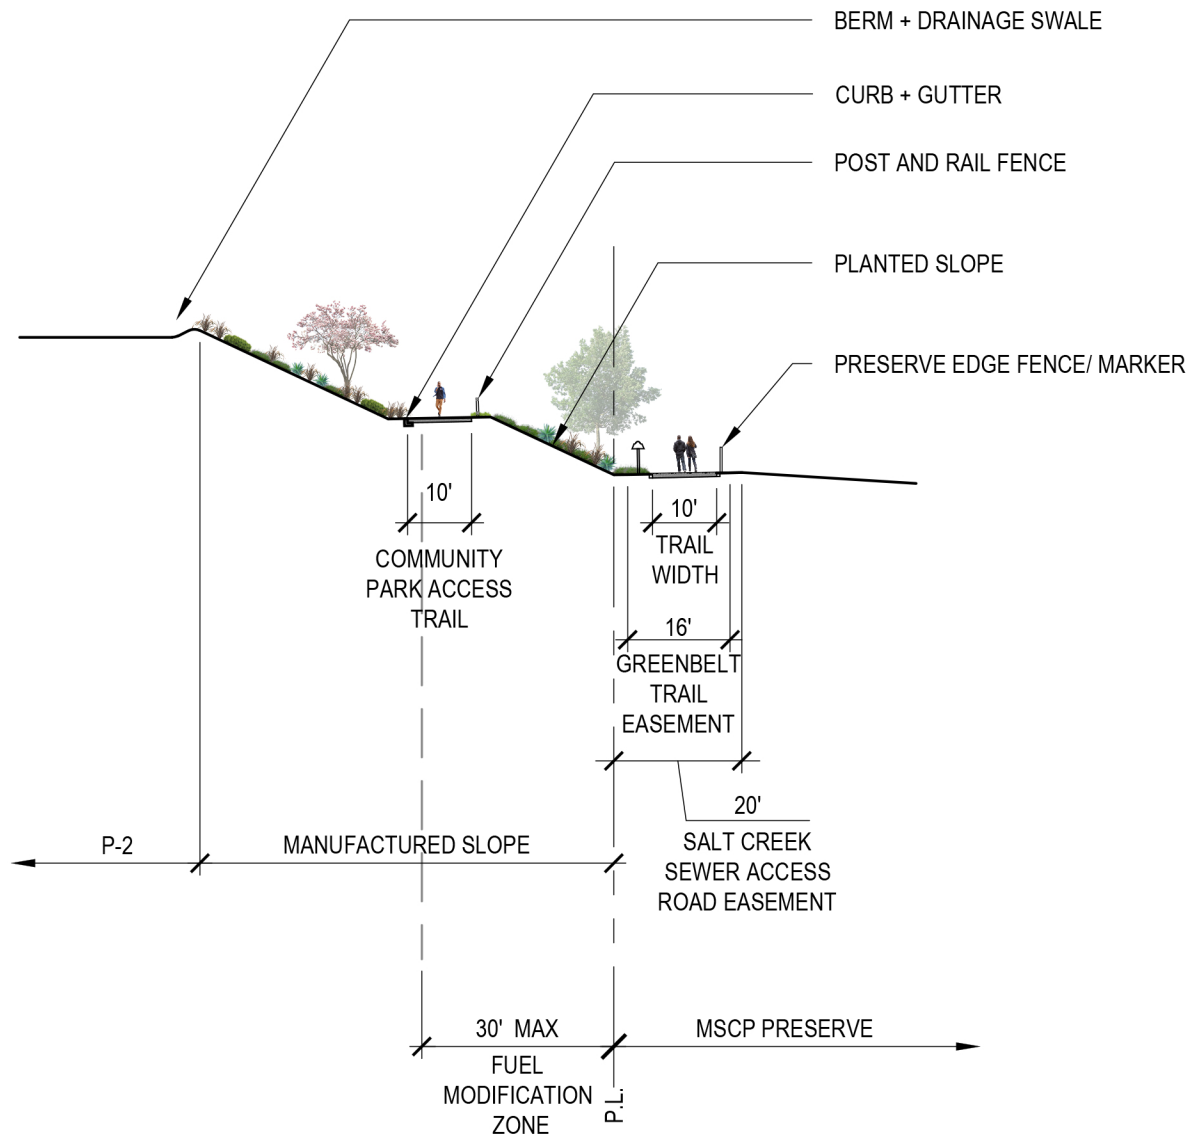 BERM + DRAINAGE SWALE
CURB + GUTTER
POST AND RAIL FENCE
PLANTED SLOPE
PRESERVE EDGE FENCE/ MARKER
10'
COMMUNITY
PARK ACCESS
TRAIL
10'
TRAIL
WIDTH
16'
GREENBELT
TRAIL
EASEMENT
20'
SALT CREEK
SEWER ACCESS
ROAD EASEMENT
P-2
MANUFACTURED SLOPE
30' MAX
FUEL
MODIFICATION
ZONE
MSCP PRESERVE
P.L.